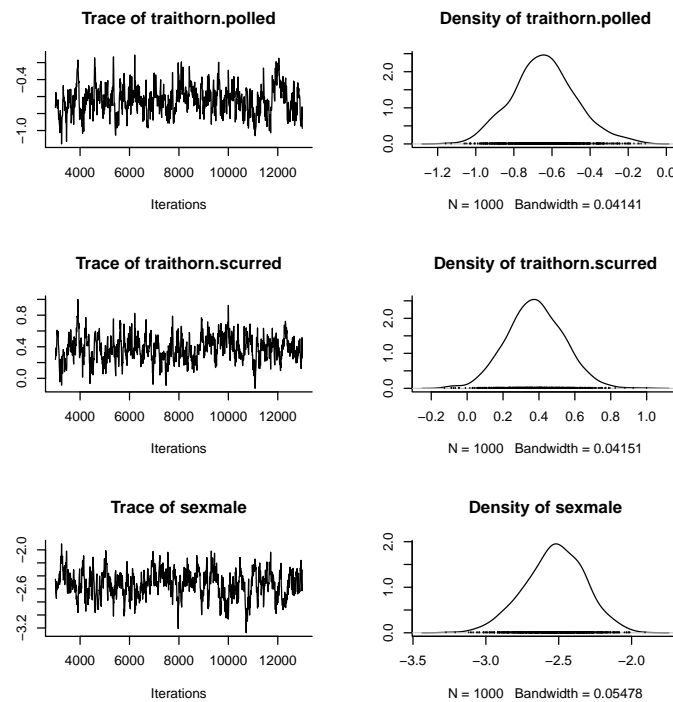 Trace of traithorn.polled
−0.4
−1.0
4000 6000 8000 10000 12000
Iterations
Density of traithorn.polled
2.0
1.0
0.0
−1.2 −1.0 −0.8 −0.6 −0.4 −0.2 0.0
N = 1000 Bandwidth = 0.04141
Trace of traithorn.scurred
0.8
0.4
0.0
4000 6000 8000 10000 12000
Iterations
Density of traithorn.scurred
2.0
1.0
0.0
−0.2 0.0 0.2 0.4 0.6 0.8 1.0
N = 1000 Bandwidth = 0.04151
Trace of sexmale
−2.0
−2.6
−3.2
4000 6000 8000 10000 12000
Iterations
Density of sexmale
2.0
1.0
0.0
−3.5 −3.0 −2.5 −2.0
N = 1000 Bandwidth = 0.05478